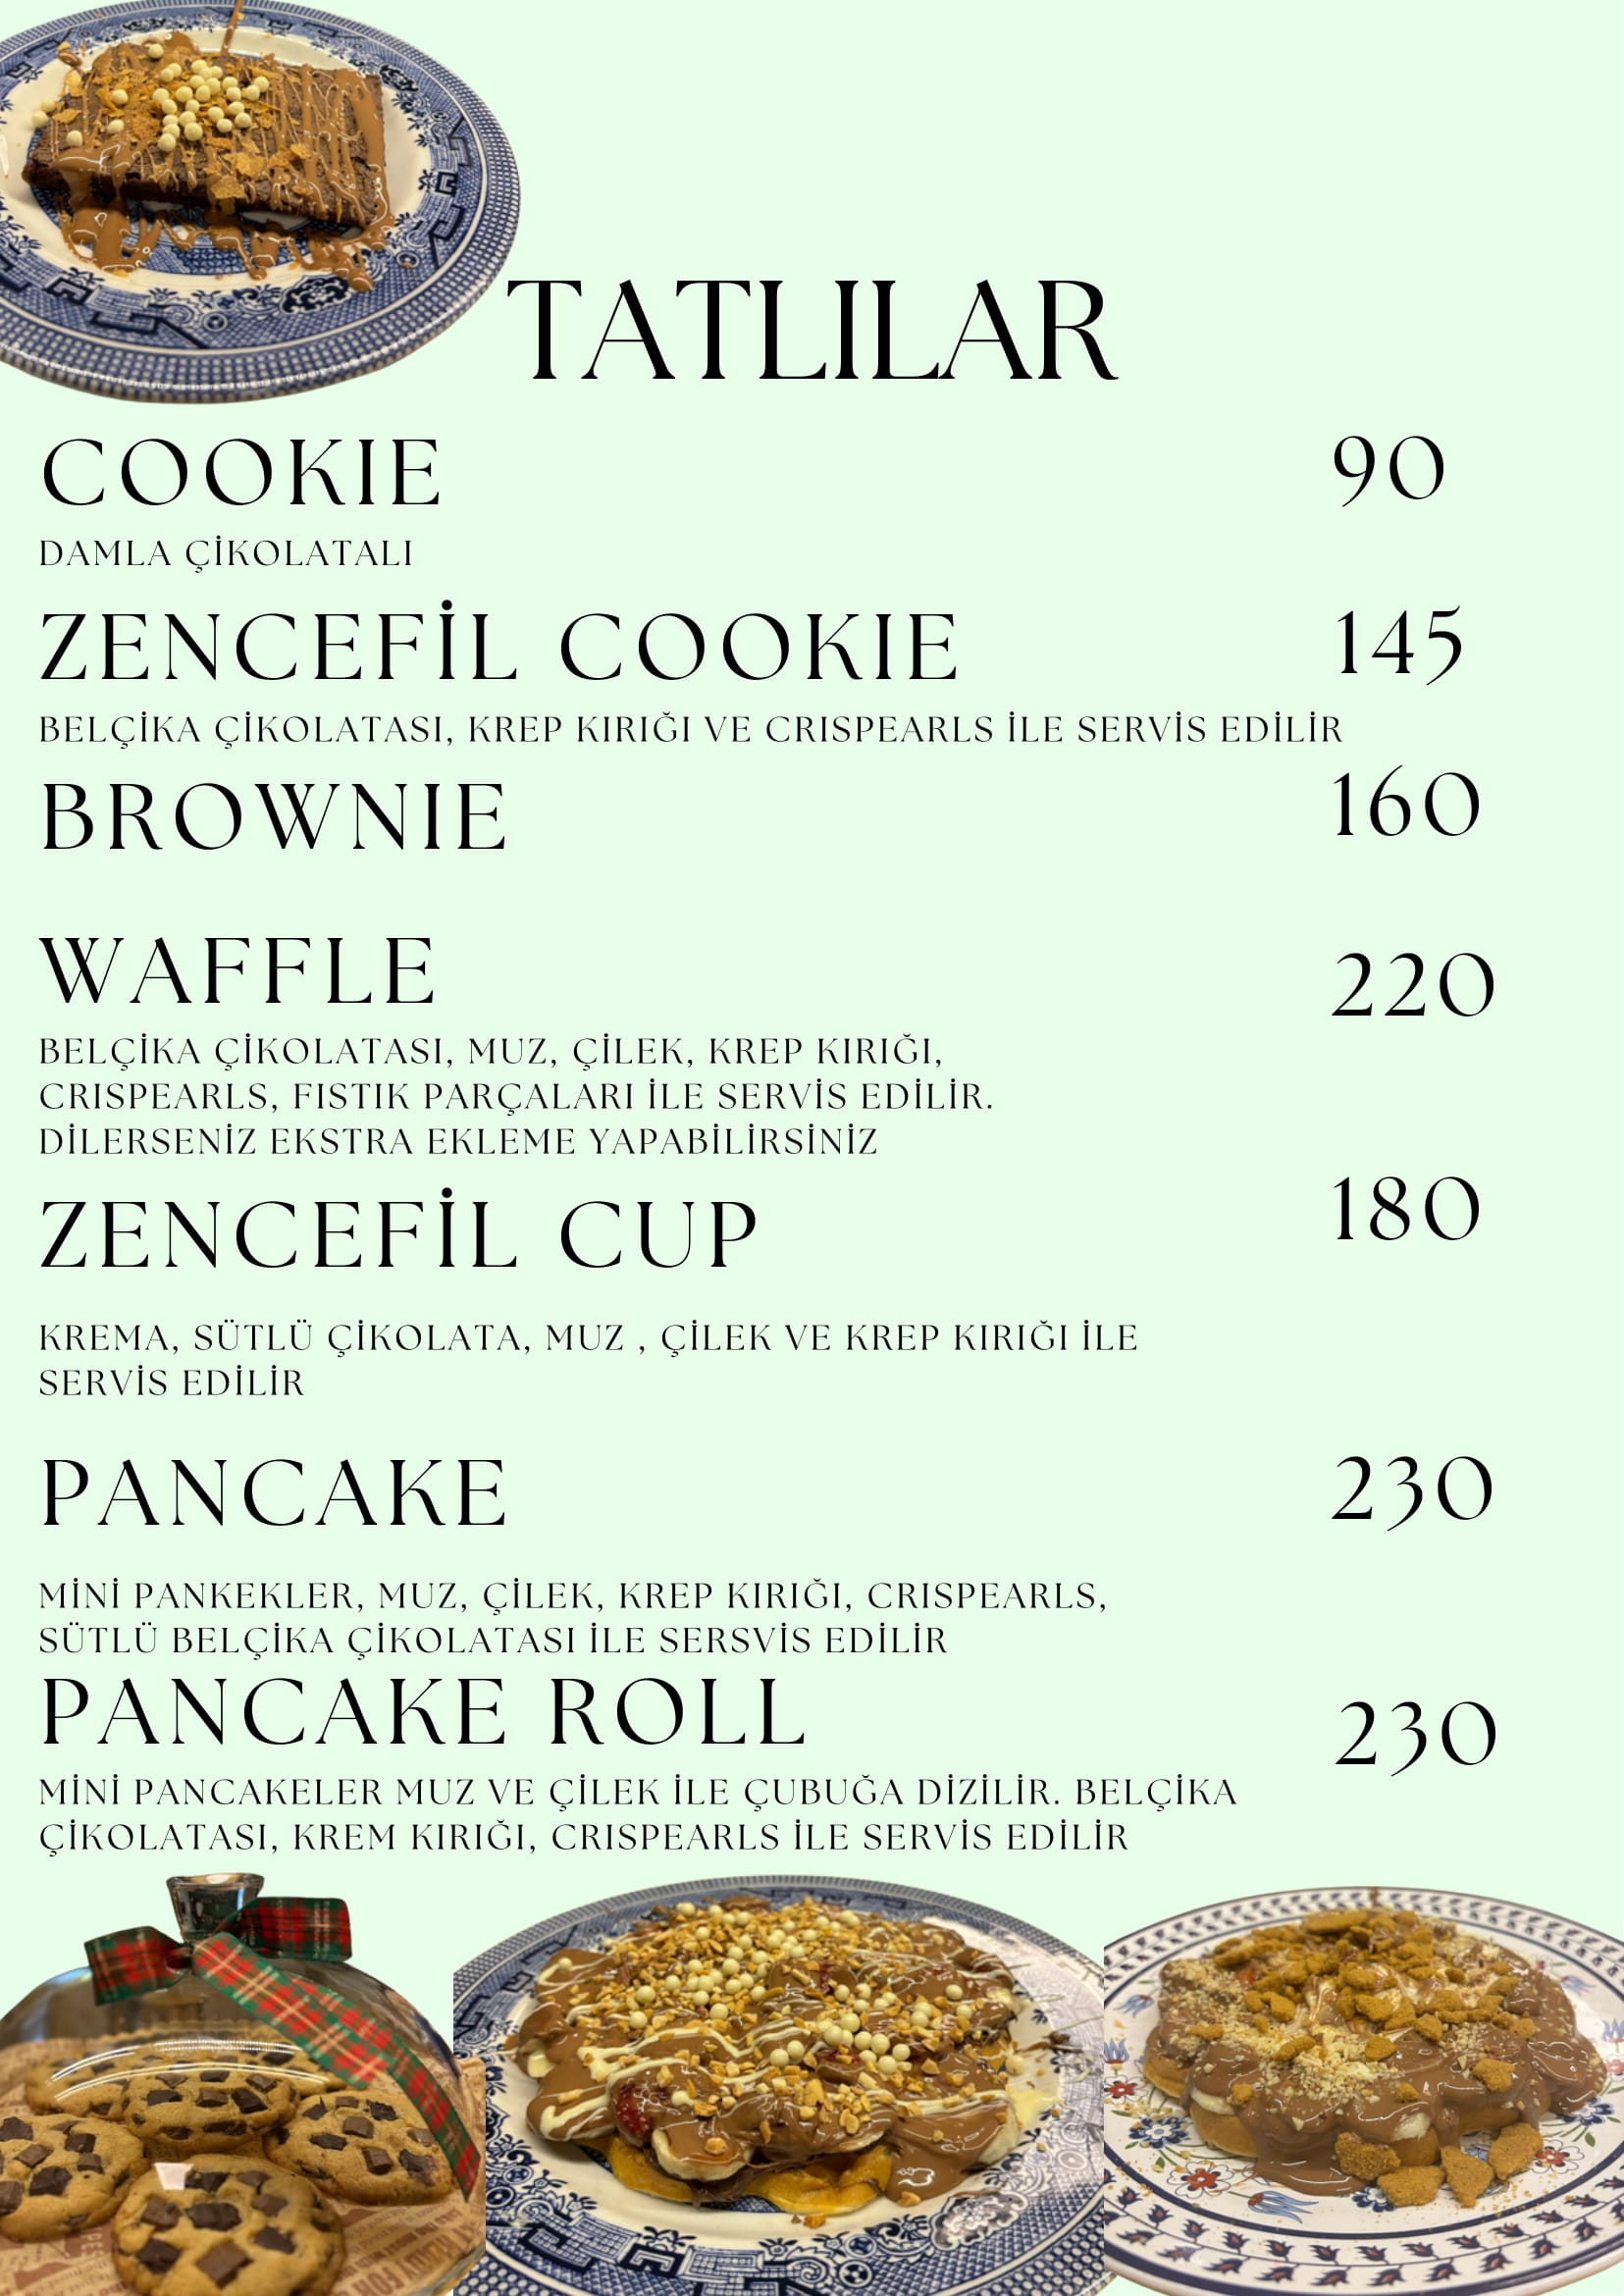 TATLILAR
COOKIE 90
DAMLA ÇİKOLATALI
ZENCEFİL COOKIE 145
BELÇİKA ÇİKOLATASI, KREP KIRIĞI VE CRISPEARLS İLE SERVİS EDİLİR
BROWNIE 160
WAFFLE 220
BELÇİKA ÇİKOLATASI, MUZ, ÇİLEK, KREP KIRIĞI,
CRISPEARLS, FISTIK PARÇALARI İLE SERVİS EDİLİR.
DİLERSENİZ EKSTRA EKLEME YAPABİLİRSİNİZ
ZENCEFİL CUP 180
KREMA, SÜTLÜ ÇİKOLATA, MUZ , ÇİLEK VE KREP KIRIĞI İLE
SERVİS EDİLİR
PANCAKE 230
MİNİ PANKEKLER, MUZ, ÇİLEK, KREP KIRIĞI, CRISPEARLS,
SÜTLÜ BELÇİKA ÇİKOLATASI İLE SERSVİS EDİLİR
PANCAKE ROLL 230
MİNİ PANCAKELER MUZ VE ÇİLEK İLE ÇUBUĞA DİZİLİR. BELÇİKA
ÇİKOLATASI, KREM KIRIĞI, CRISPEARLS İLE SERVİS EDİLİR